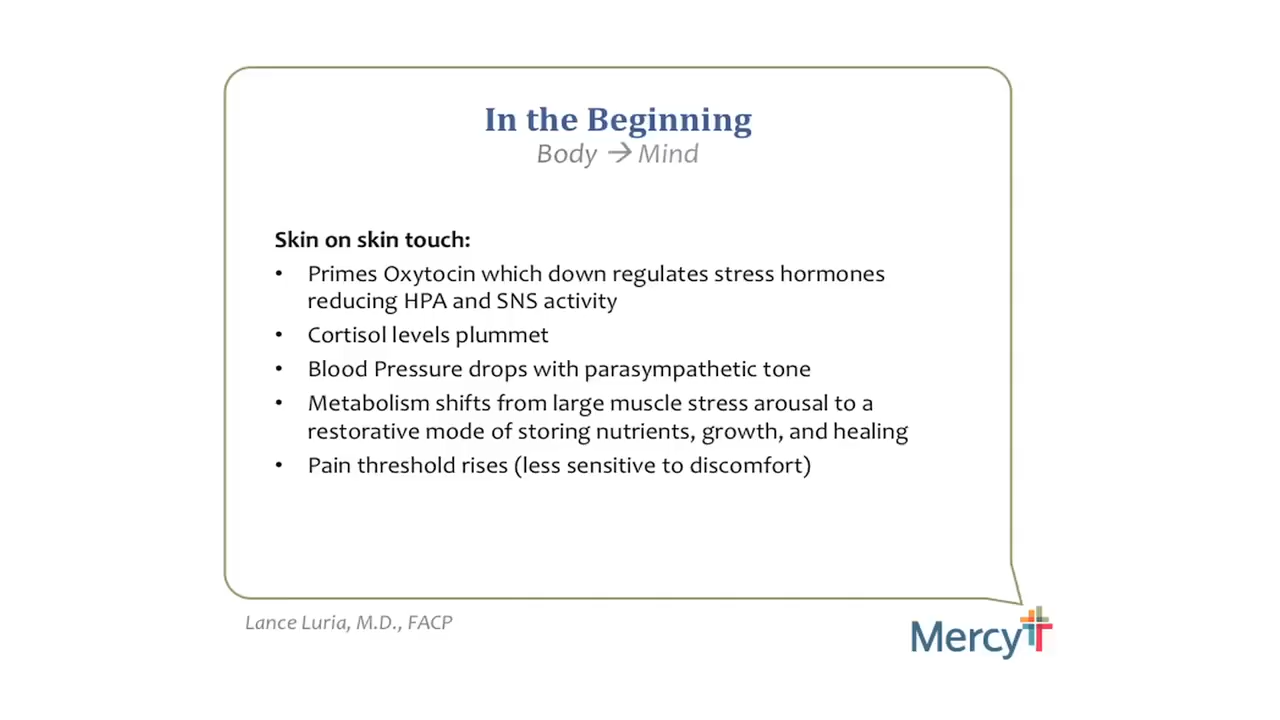 In the Beginning
Body → Mind
Skin on skin touch:
• Primes Oxytocin which down regulates stress hormones
reducing HPA and SNS activity
• Cortisol levels plummet
• Blood Pressure drops with parasympathetic tone
• Metabolism shifts from large muscle stress arousal to a
restorative mode of storing nutrients, growth, and healing
• Pain threshold rises (less sensitive to discomfort)
Lance Luria, M.D., FACP
Mercy